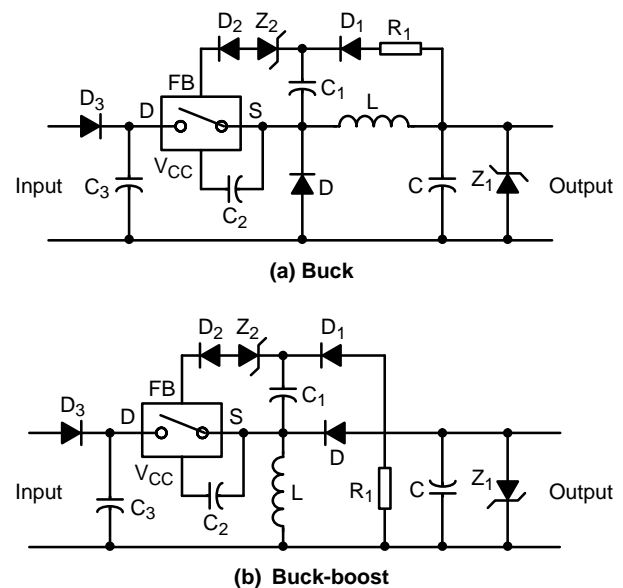 D2 Z2 D1 R1
FB
C1
D3 D S L
VCC
Input C3 C2 D C Z1 Output
(a) Buck
D2 Z2 D1
FB
C1
D3 D S
D
VCC
Input C3 C2 L R1 C Z1 Output
(b) Buck-boost